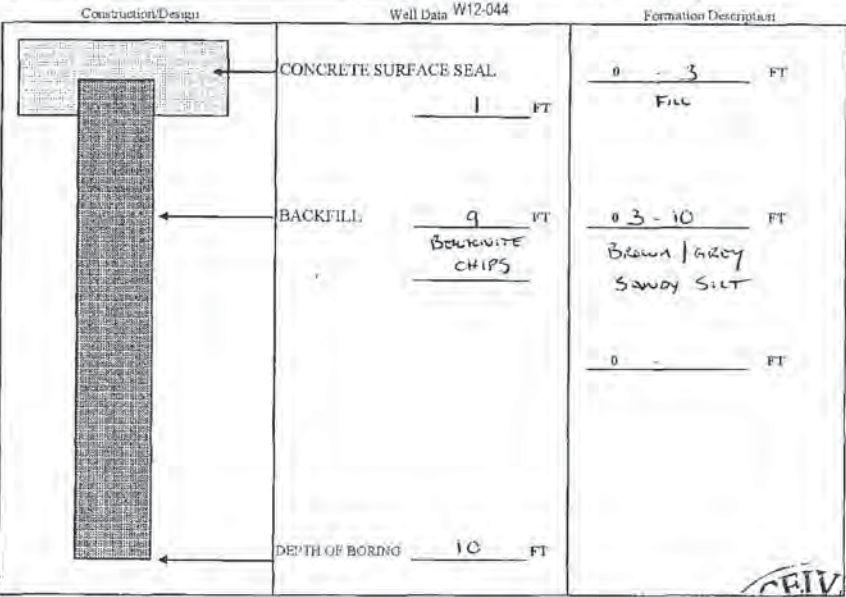 Construction/Design
Well Data W12-044
Formation Description
CONCRETE SURFACE SEAL
1 FT
0 - 3 FT
FILL
BACKFILL
9 FT
BENTONITE
CHIPS
0 3 - 10 FT
BROWN / GREY
SANDY SILT
0 - FT
DEPTH OF BORING 10 FT
CEIV